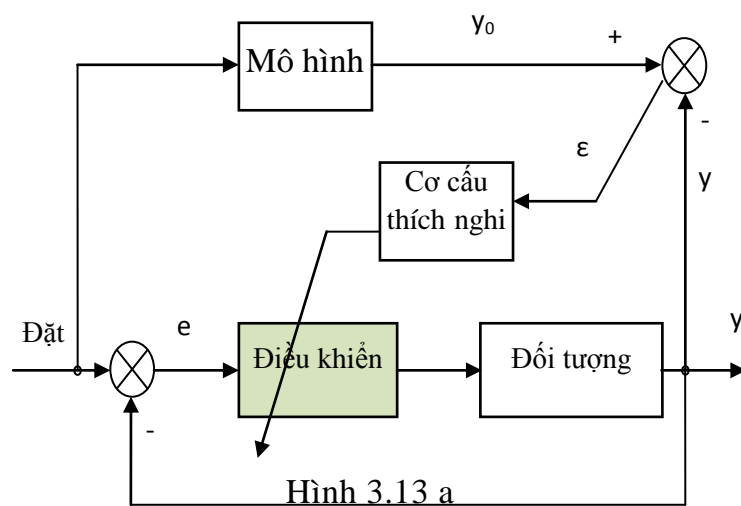 y₀
+
Mô hình
-
ε
Cơ cấu
thích nghi
y
Đặt
e
y
Điều khiển
Đối tượng
-
Hình 3.13 a